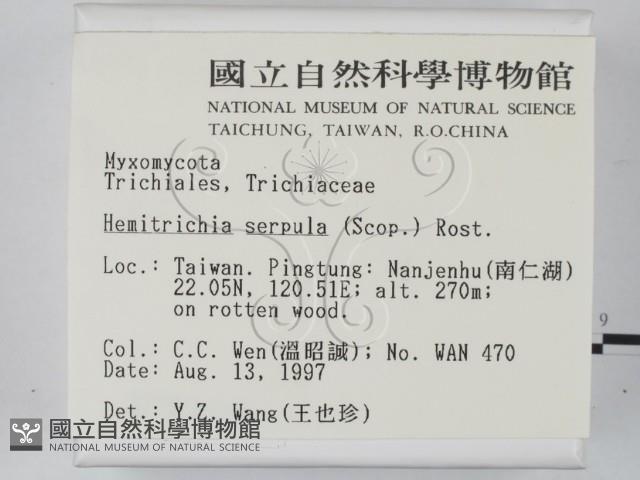 國立自然科學博物館
NATIONAL MUSEUM OF NATURAL SCIENCE
TAICHUNG, TAIWAN, R.O.CHINA
Myxomycota
Trichiales, Trichiaceae
Hemitrichia serpula (Scop.) Rost.
Loc.: Taiwan. Pingtung: Nanjenhu(南仁湖)
22.05N, 120.51E; alt. 270m;
on rotten wood.
Col.: C.C. Wen(溫昭誠); No. WAN 470
Date: Aug. 13, 1997
Det.: Y.Z. Wang(王也珍)
國立自然科學博物館
NATIONAL MUSEUM OF NATURAL SCIENCE
9